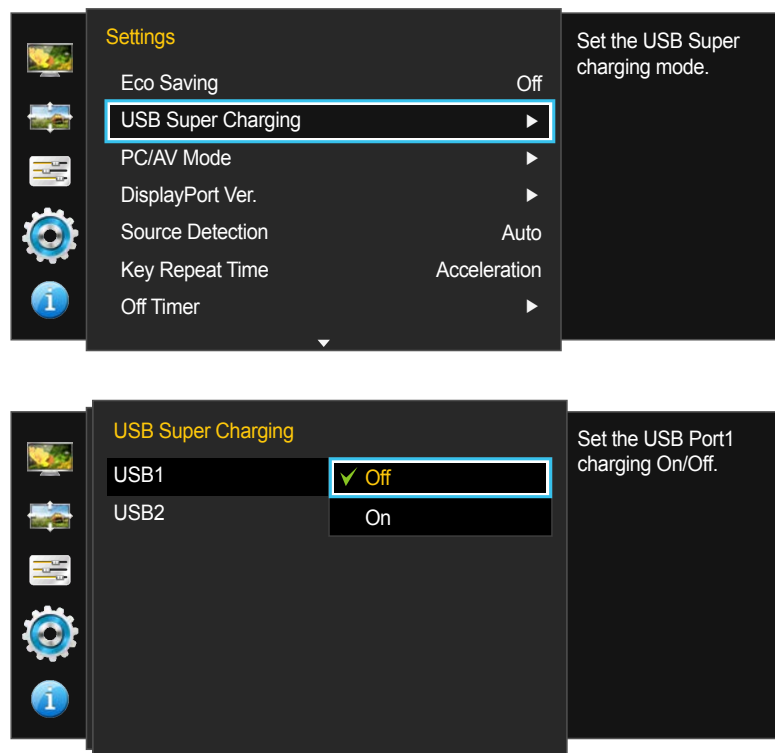 Settings
Eco Saving Off
USB Super Charging
PC/AV Mode
DisplayPort Ver.
Source Detection Auto
Key Repeat Time Acceleration
Off Timer
Set the USB Super
charging mode.
USB Super Charging
USB1 Off
USB2 On
Set the USB Port1
charging On/Off.